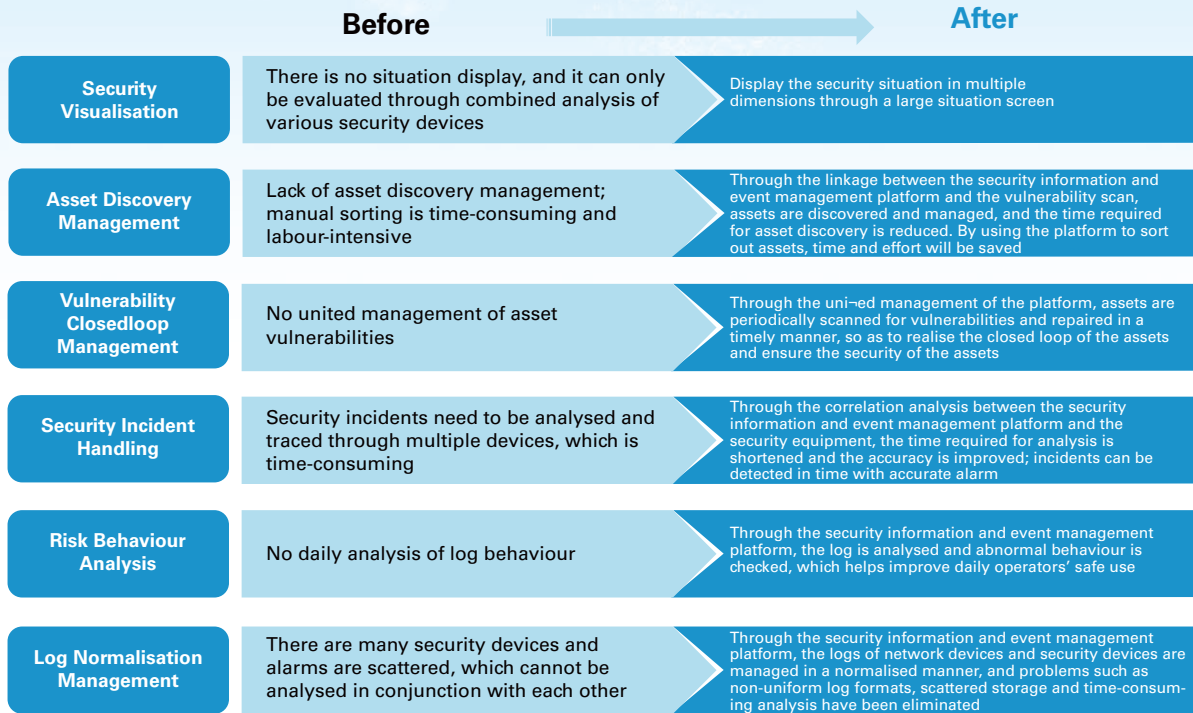 Before
After
Security
Visualisation
There is no situation display, and it can only
be evaluated through combined analysis of
various security devices
Display the security situation in multiple
dimensions through a large situation screen
Asset Discovery
Management
Lack of asset discovery management;
manual sorting is time-consuming and
labour-intensive
Through the linkage between the security information and
event management platform and the vulnerability scan,
assets are discovered and managed, and the time required
for asset discovery is reduced. By using the platform to sort
out assets, time and effort will be saved
Vulnerability
Closedloop
Management
No united management of asset
vulnerabilities
Through the uni¬ed management of the platform, assets are
periodically scanned for vulnerabilities and repaired in a
timely manner, so as to realise the closed loop of the assets
and ensure the security of the assets
Security Incident
Handling
Security incidents need to be analysed and
traced through multiple devices, which is
time-consuming
Through the correlation analysis between the security
information and event management platform and the
security equipment, the time required for analysis is
shortened and the accuracy is improved; incidents can be
detected in time with accurate alarm
Risk Behaviour
Analysis
No daily analysis of log behaviour
Through the security information and event management
platform, the log is analysed and abnormal behaviour is
checked, which helps improve daily operators' safe use
Log Normalisation
Management
There are many security devices and
alarms are scattered, which cannot be
analysed in conjunction with each other
Through the security information and event management
platform, the logs of network devices and security devices are
managed in a normalised manner, and problems such as
non-uniform log formats, scattered storage and time-consum-
ing analysis have been eliminated